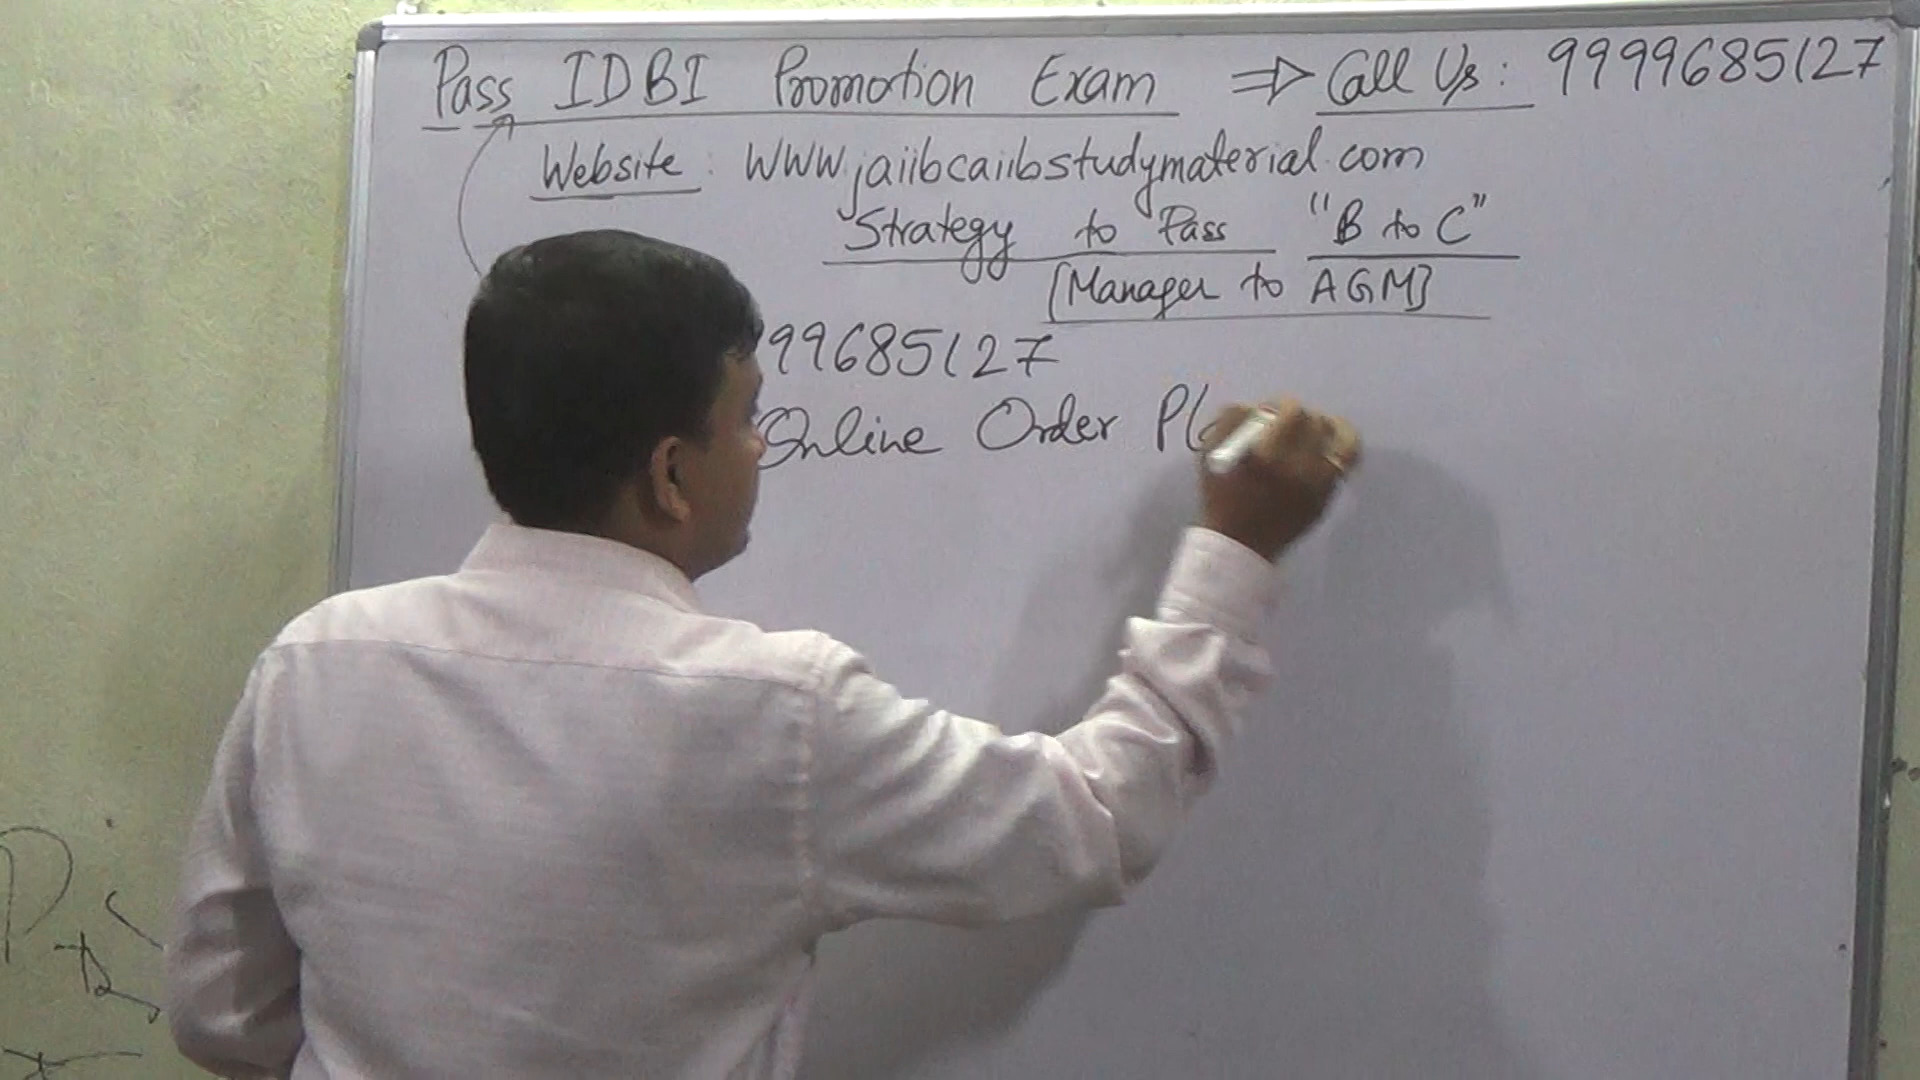 Pass IDBI Promotion Exam ⇒ Call Us: 9999685127
Website: WWW.jaiibcaiibstudymaterial.com
Strategy to Pass "B to C"
[Manager to AGM]
99685127
Online Order